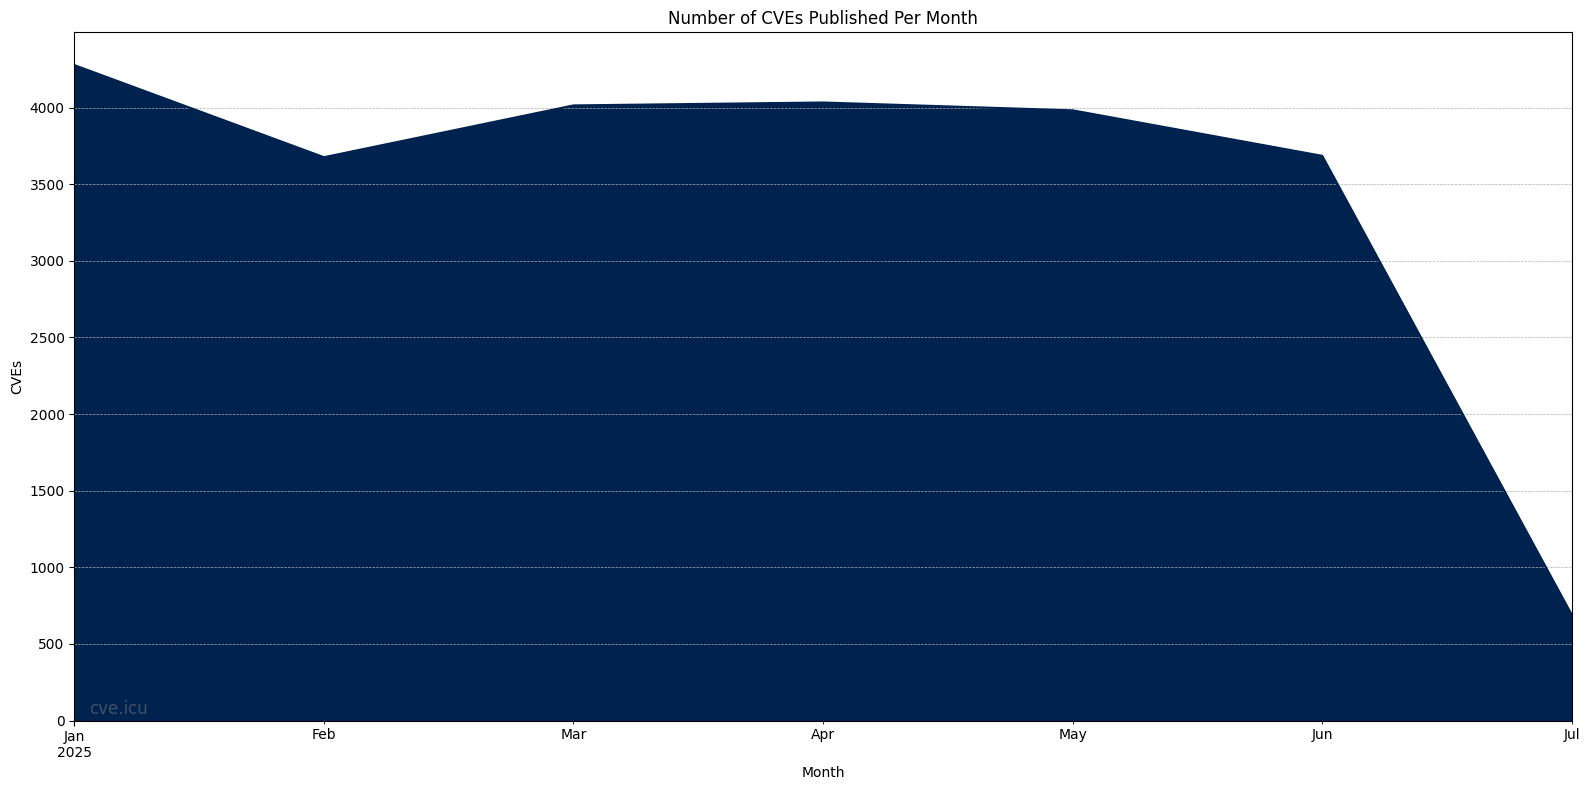 Number of CVEs Published Per Month
CVEs
4000
3500
3000
2500
2000
1500
1000
500
0
cve.icu
Jan
2025
Feb
Mar
Apr
May
Jun
Jul
Month